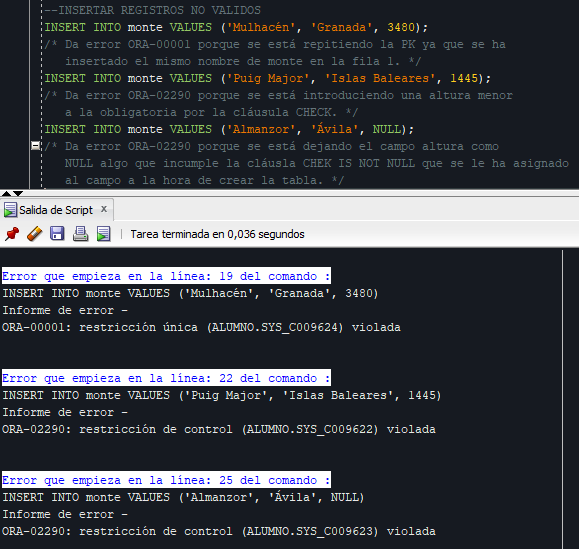 --INSERTAR REGISTROS NO VALIDOS
INSERT INTO monte VALUES ('Mulhacén', 'Granada', 3480);
/* Da error ORA-00001 porque se está repitiendo la PK ya que se ha
insertado el mismo nombre de monte en la fila 1. */
INSERT INTO monte VALUES ('Puig Major', 'Islas Baleares', 1445);
/* Da error ORA-02290 porque se está introduciendo una altura menor
a la obligatoria por la cláusula CHECK. */
INSERT INTO monte VALUES ('Almanzor', 'Ávila', NULL);
/* Da error ORA-02290 porque se está dejando el campo altura como
NULL algo que incumple la cláusla CHEK IS NOT NULL que se le ha asignado
al campo a la hora de crear la tabla. */
Salida de Script x
Tarea terminada en 0,036 segundos
Error que empieza en la línea: 19 del comando :
INSERT INTO monte VALUES ('Mulhacén', 'Granada', 3480)
Informe de error -
ORA-00001: restricción única (ALUMNO.SYS_C009624) violada
Error que empieza en la línea: 22 del comando :
INSERT INTO monte VALUES ('Puig Major', 'Islas Baleares', 1445)
Informe de error -
ORA-02290: restricción de control (ALUMNO.SYS_C009622) violada
Error que empieza en la línea: 25 del comando :
INSERT INTO monte VALUES ('Almanzor', 'Ávila', NULL)
Informe de error -
ORA-02290: restricción de control (ALUMNO.SYS_C009623) violada